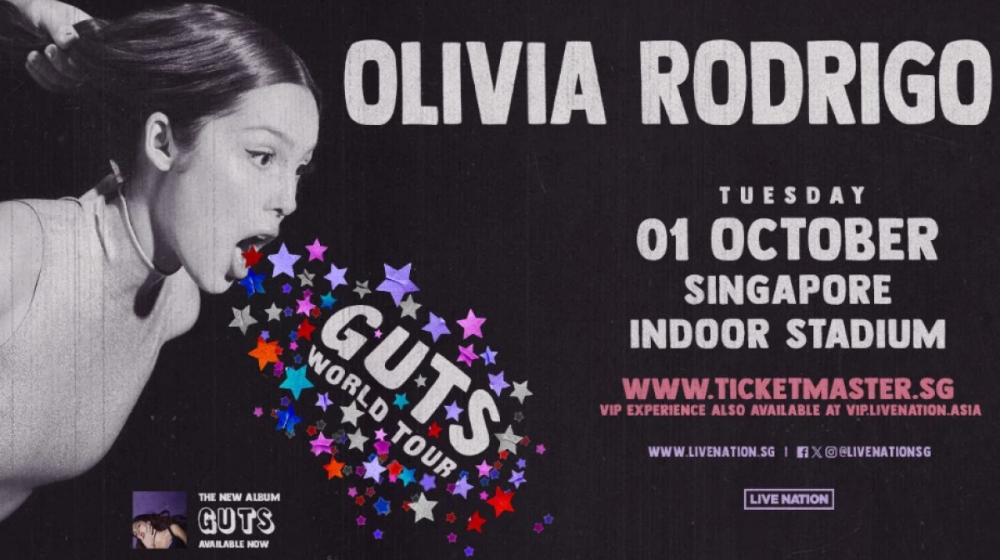 OLIVIA RODRIGO
TUESDAY
01 OCTOBER
SINGAPORE
INDOOR STADIUM
WWW.TICKETMASTER.SG
VIP EXPERIENCE ALSO AVAILABLE AT VIP.LIVENATION.ASIA
WWW.LIVENATION.SG | @LIVENATIONSG
LIVE NATION
GUTS
WORLD TOUR
THE NEW ALBUM
GUTS
AVAILABLE NOW